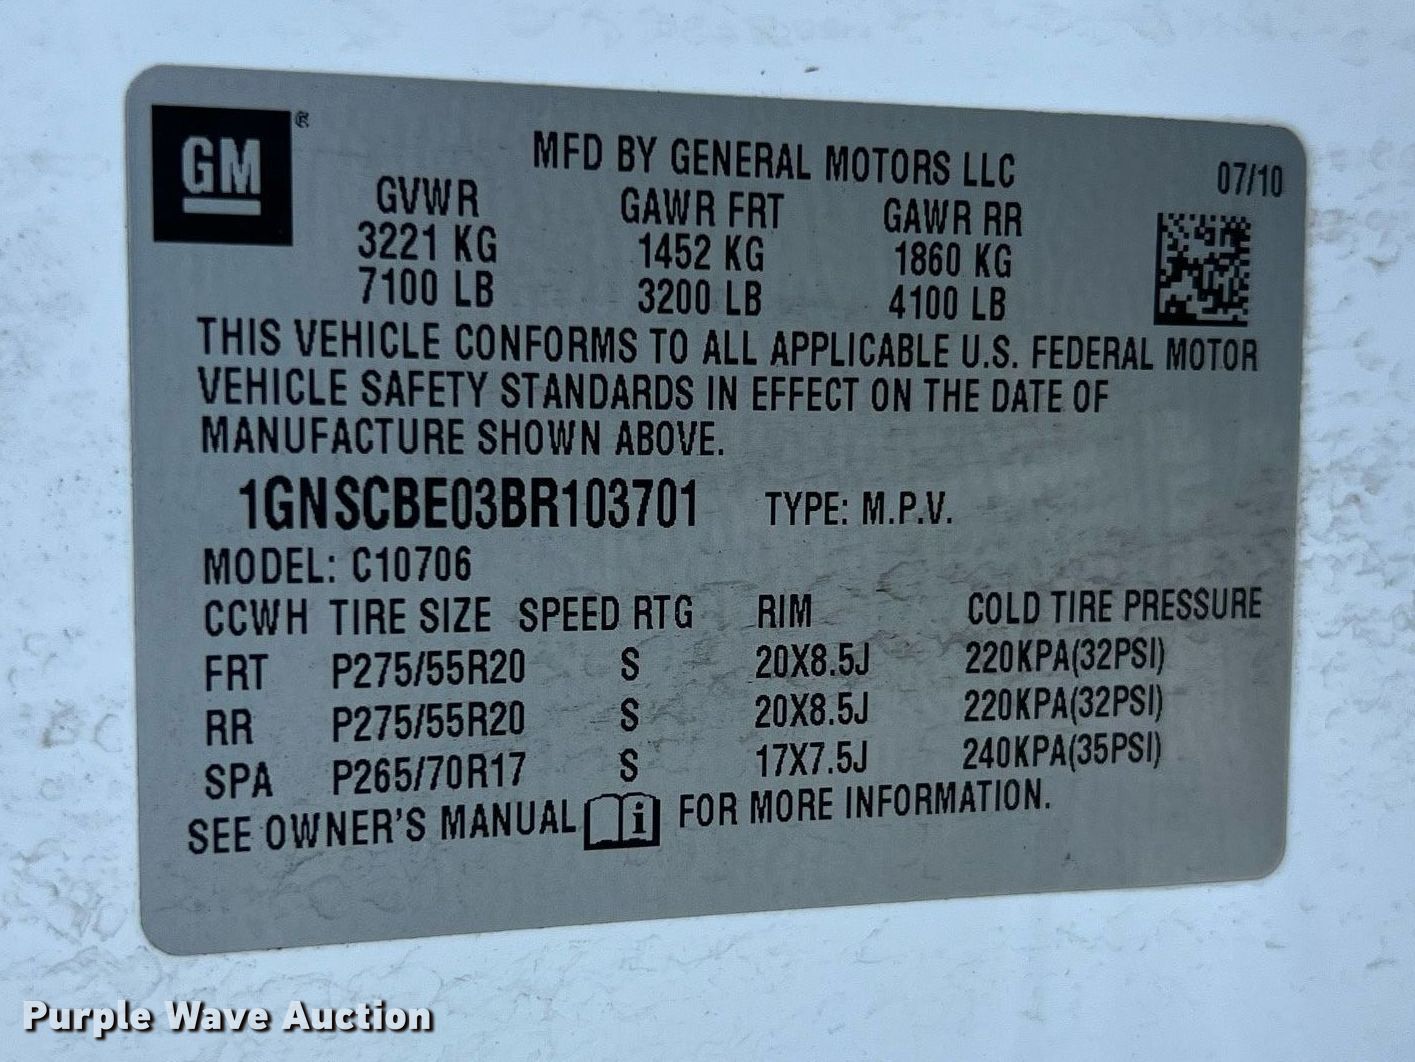 GM ®
MFD BY GENERAL MOTORS LLC 07/10
GVWR GAWR FRT GAWR RR
3221 KG 1452 KG 1860 KG
7100 LB 3200 LB 4100 LB
THIS VEHICLE CONFORMS TO ALL APPLICABLE U.S. FEDERAL MOTOR
VEHICLE SAFETY STANDARDS IN EFFECT ON THE DATE OF
MANUFACTURE SHOWN ABOVE.
1GNSCBE03BR103701 TYPE: M.P.V.
MODEL: C10706
CCWH TIRE SIZE SPEED RTG RIM COLD TIRE PRESSURE
FRT P275/55R20 S 20X8.5J 220KPA(32PSI)
RR P275/55R20 S 20X8.5J 220KPA(32PSI)
SPA P265/70R17 S 17X7.5J 240KPA(35PSI)
SEE OWNER'S MANUAL i FOR MORE INFORMATION.
Purple Wave Auction